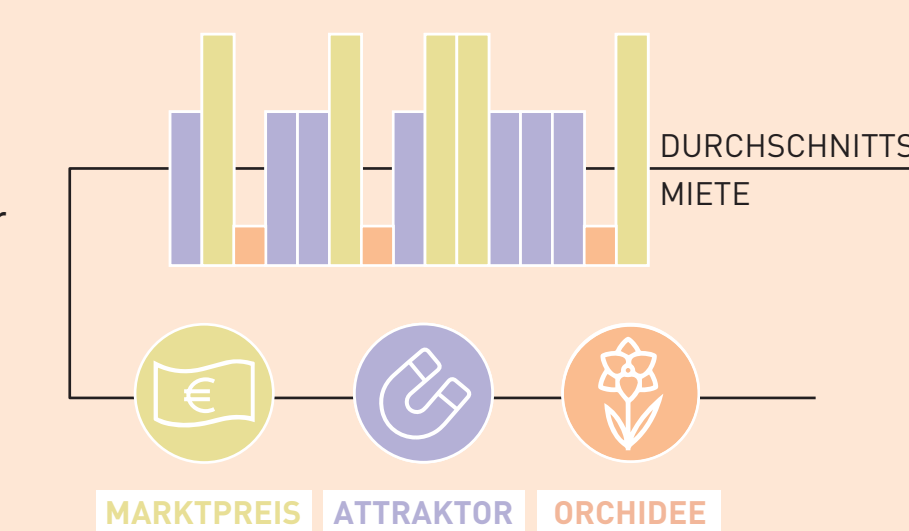 DURCHSCHNITTS
MIETE
€
MARKTPREIS
ATTRAKTOR
ORCHIDEE